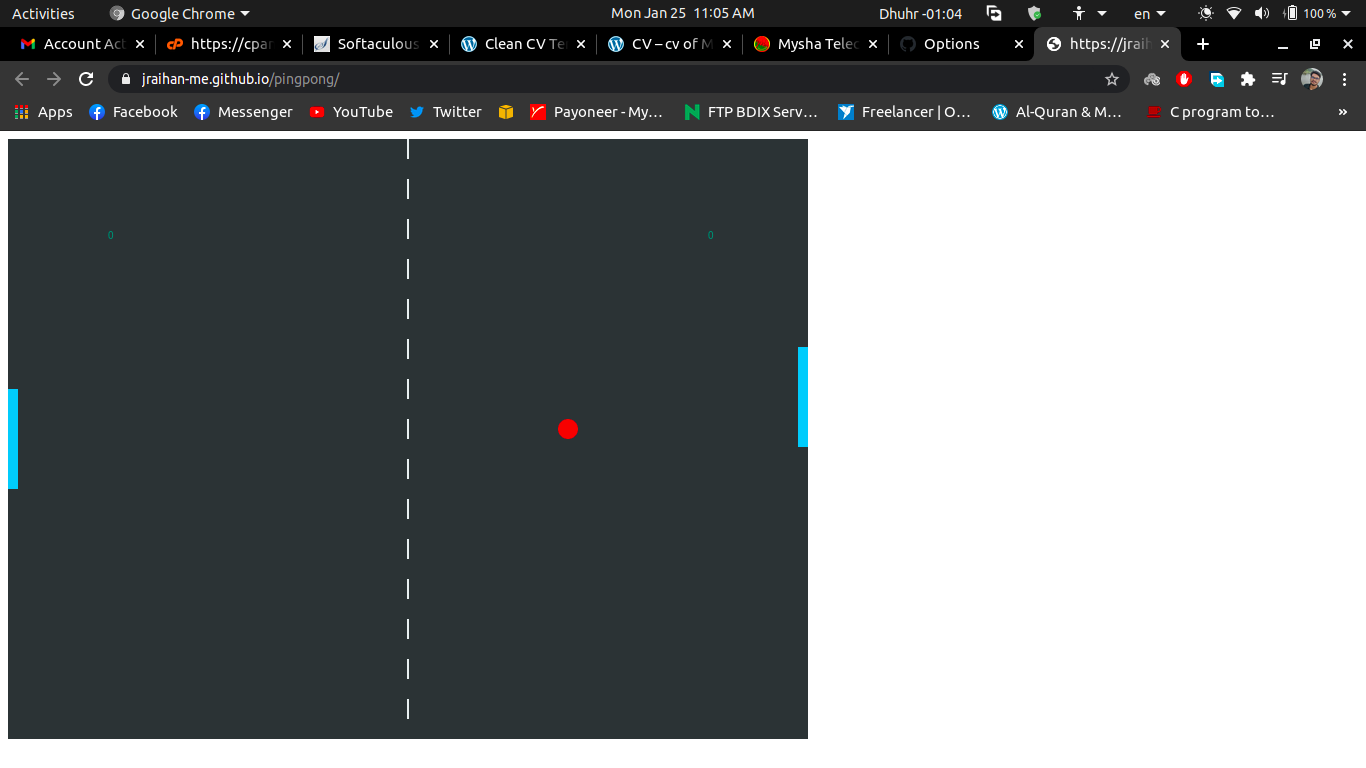 Activities Google Chrome Mon Jan 25 11:05 AM Dhuhr -01:04 en 100 %
Account Act https://cpan Softaculous Clean CV Te CV – cv of M Mysha Telec Options https://jraih
jraihan-me.github.io/pingpong/
Apps Facebook Messenger YouTube Twitter Payoneer - My… FTP BDIX Serv… Freelancer | O… Al-Quran & M… C program to… »
0 0